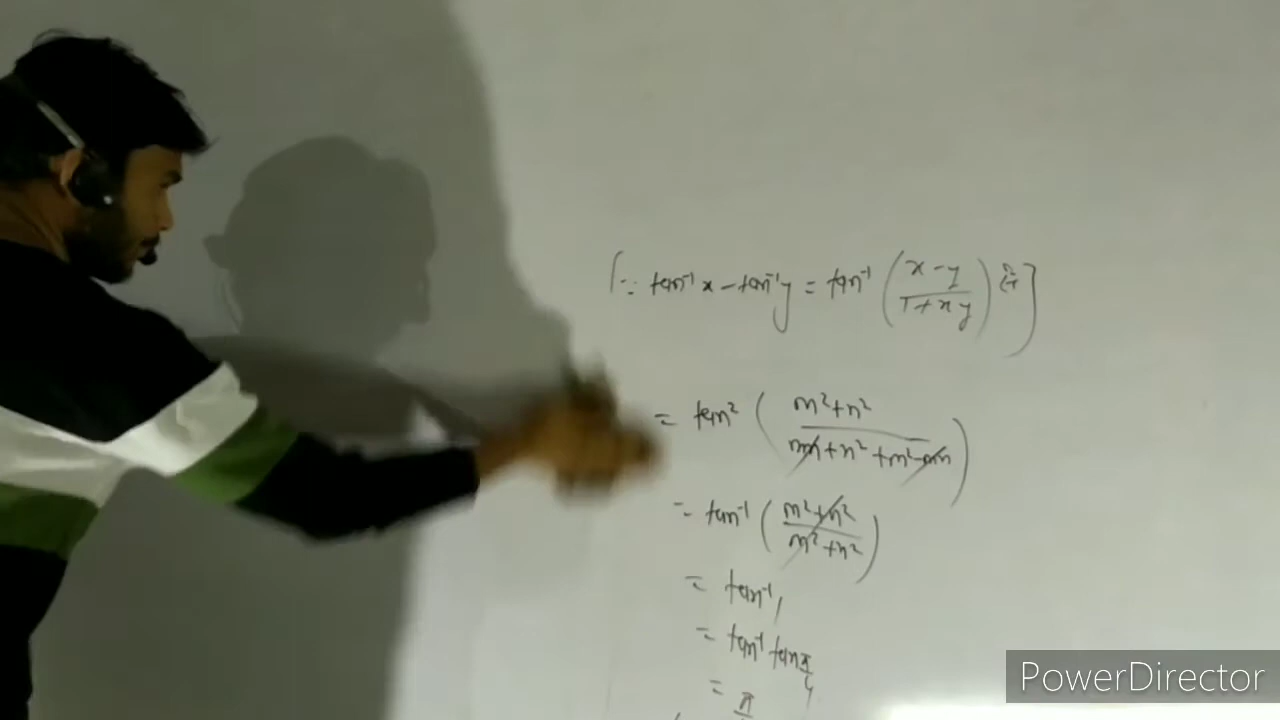 [∵ tan⁻¹x - tan⁻¹y = tan⁻¹ ( (x - y) / (1 + xy) ) ]
= tan² ( (m² + n²) / (mn + n² + m² - mn) )
= tan⁻¹ ( (m² + n²) / (m² + n²) )
= tan⁻¹ 1
= tan⁻¹ tan π/4
= π
PowerDirector